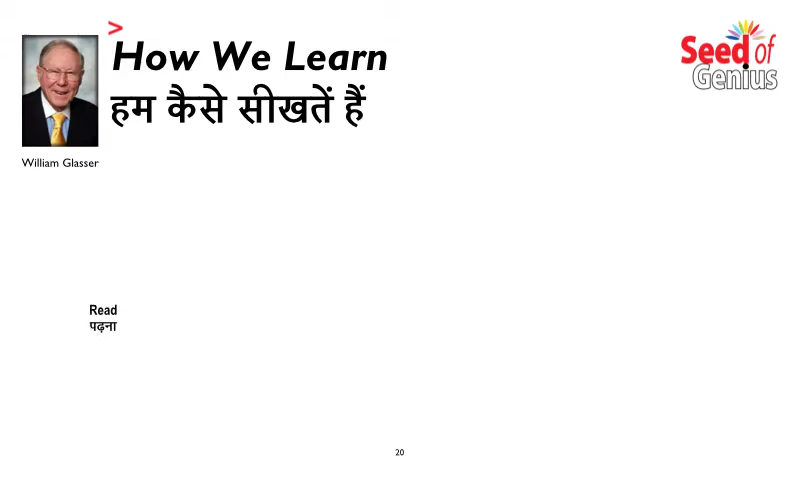 >
How We Learn
हम कैसे सीखतें हैं
Seed of
Genius
William Glasser
Read
पढ़ना
20